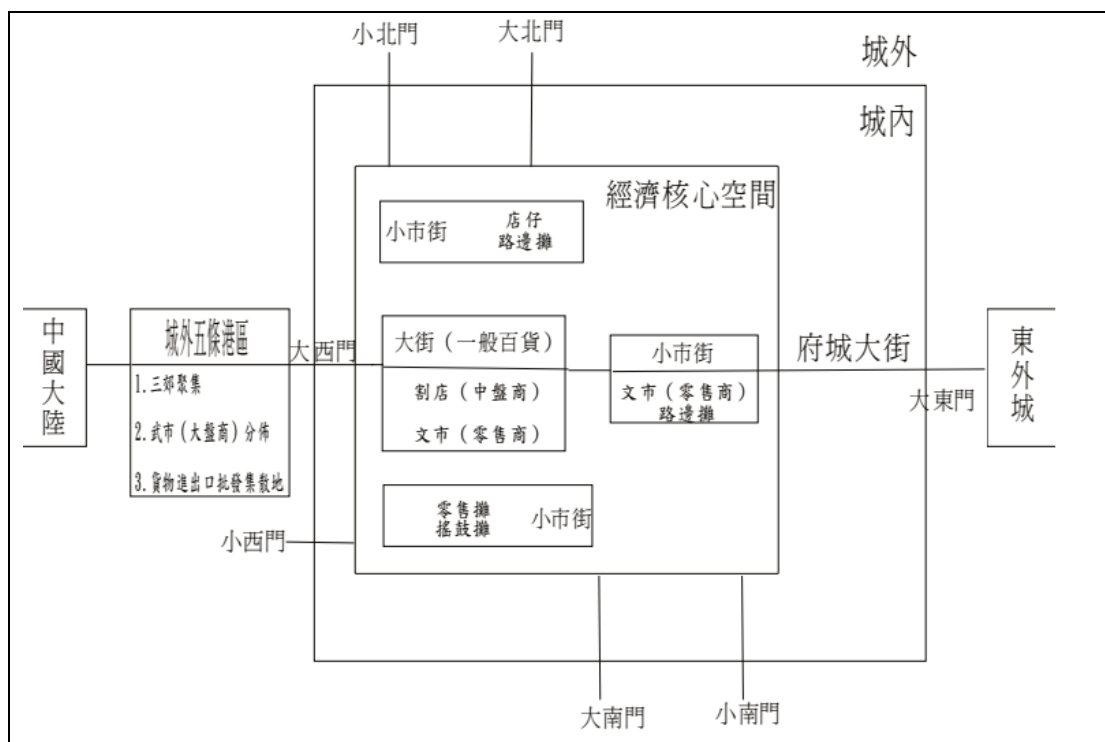 小北門
大北門
城外
城內
經濟核心空間
小市街
店仔
路邊攤
中國大陸
城外五條港區
1.三郊聚集
2.武市（大盤商）分佈
3.貨物進出口批發集散地
大西門
大街（一般百貨）
割店（中盤商）
文市（零售商）
小市街
文市（零售商）
路邊攤
府城大街
大東門
東外城
零售攤
搖鼓攤
小市街
小西門
大南門
小南門